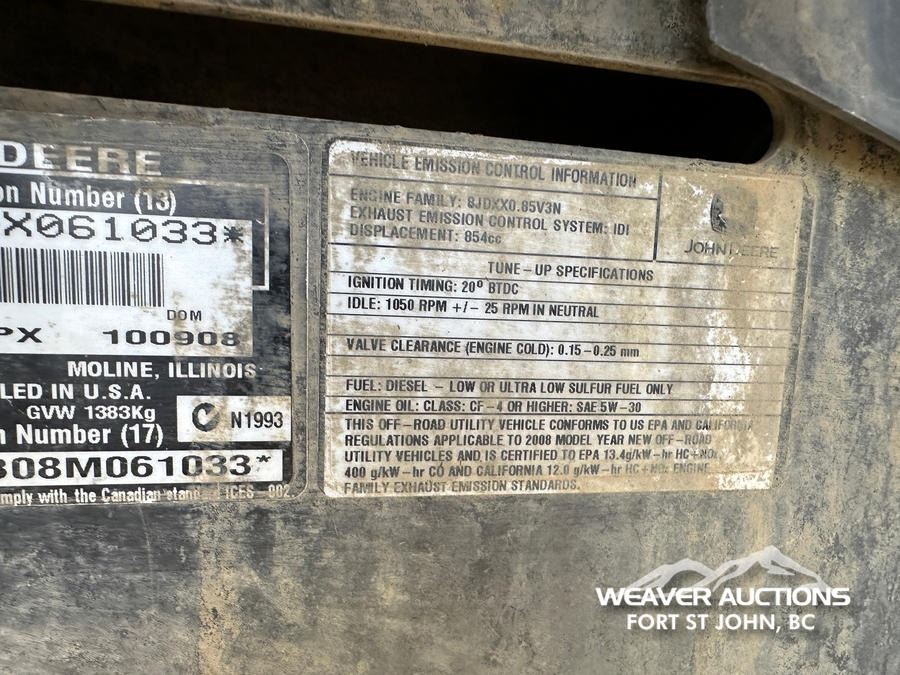 DEERE
on Number (13)
X061033*
DOM
PX 100908
MOLINE, ILLINOIS
LED IN U.S.A.
GVW 1383Kg
N1993
n Number (17)
308M061033*
mply with the Canadian stand ICES-002
VEHICLE EMISSION CONTROL INFORMATION
ENGINE FAMILY: 8JDXX0.85V3N
EXHAUST EMISSION CONTROL SYSTEM: IDI
DISPLACEMENT: 854cc
JOHN DEERE
TUNE-UP SPECIFICATIONS
IGNITION TIMING: 20° BTDC
IDLE: 1050 RPM +/- 25 RPM IN NEUTRAL
VALVE CLEARANCE (ENGINE COLD): 0.15-0.25 mm
FUEL: DIESEL - LOW OR ULTRA LOW SULFUR FUEL ONLY
ENGINE OIL: CLASS: CF-4 OR HIGHER: SAE 5W-30
THIS OFF-ROAD UTILITY VEHICLE CONFORMS TO US EPA AND CALIFORNIA
REGULATIONS APPLICABLE TO 2008 MODEL YEAR NEW OFF-ROAD
UTILITY VEHICLES, AND IS CERTIFIED TO EPA 13.4g/kW-hr HC+NOx,
400 g/kW-hr CO AND CALIFORNIA 12.0 g/kW-hr HC+NOx ENGINE
FAMILY EXHAUST EMISSION STANDARDS.
WEAVER AUCTIONS
FORT ST JOHN, BC